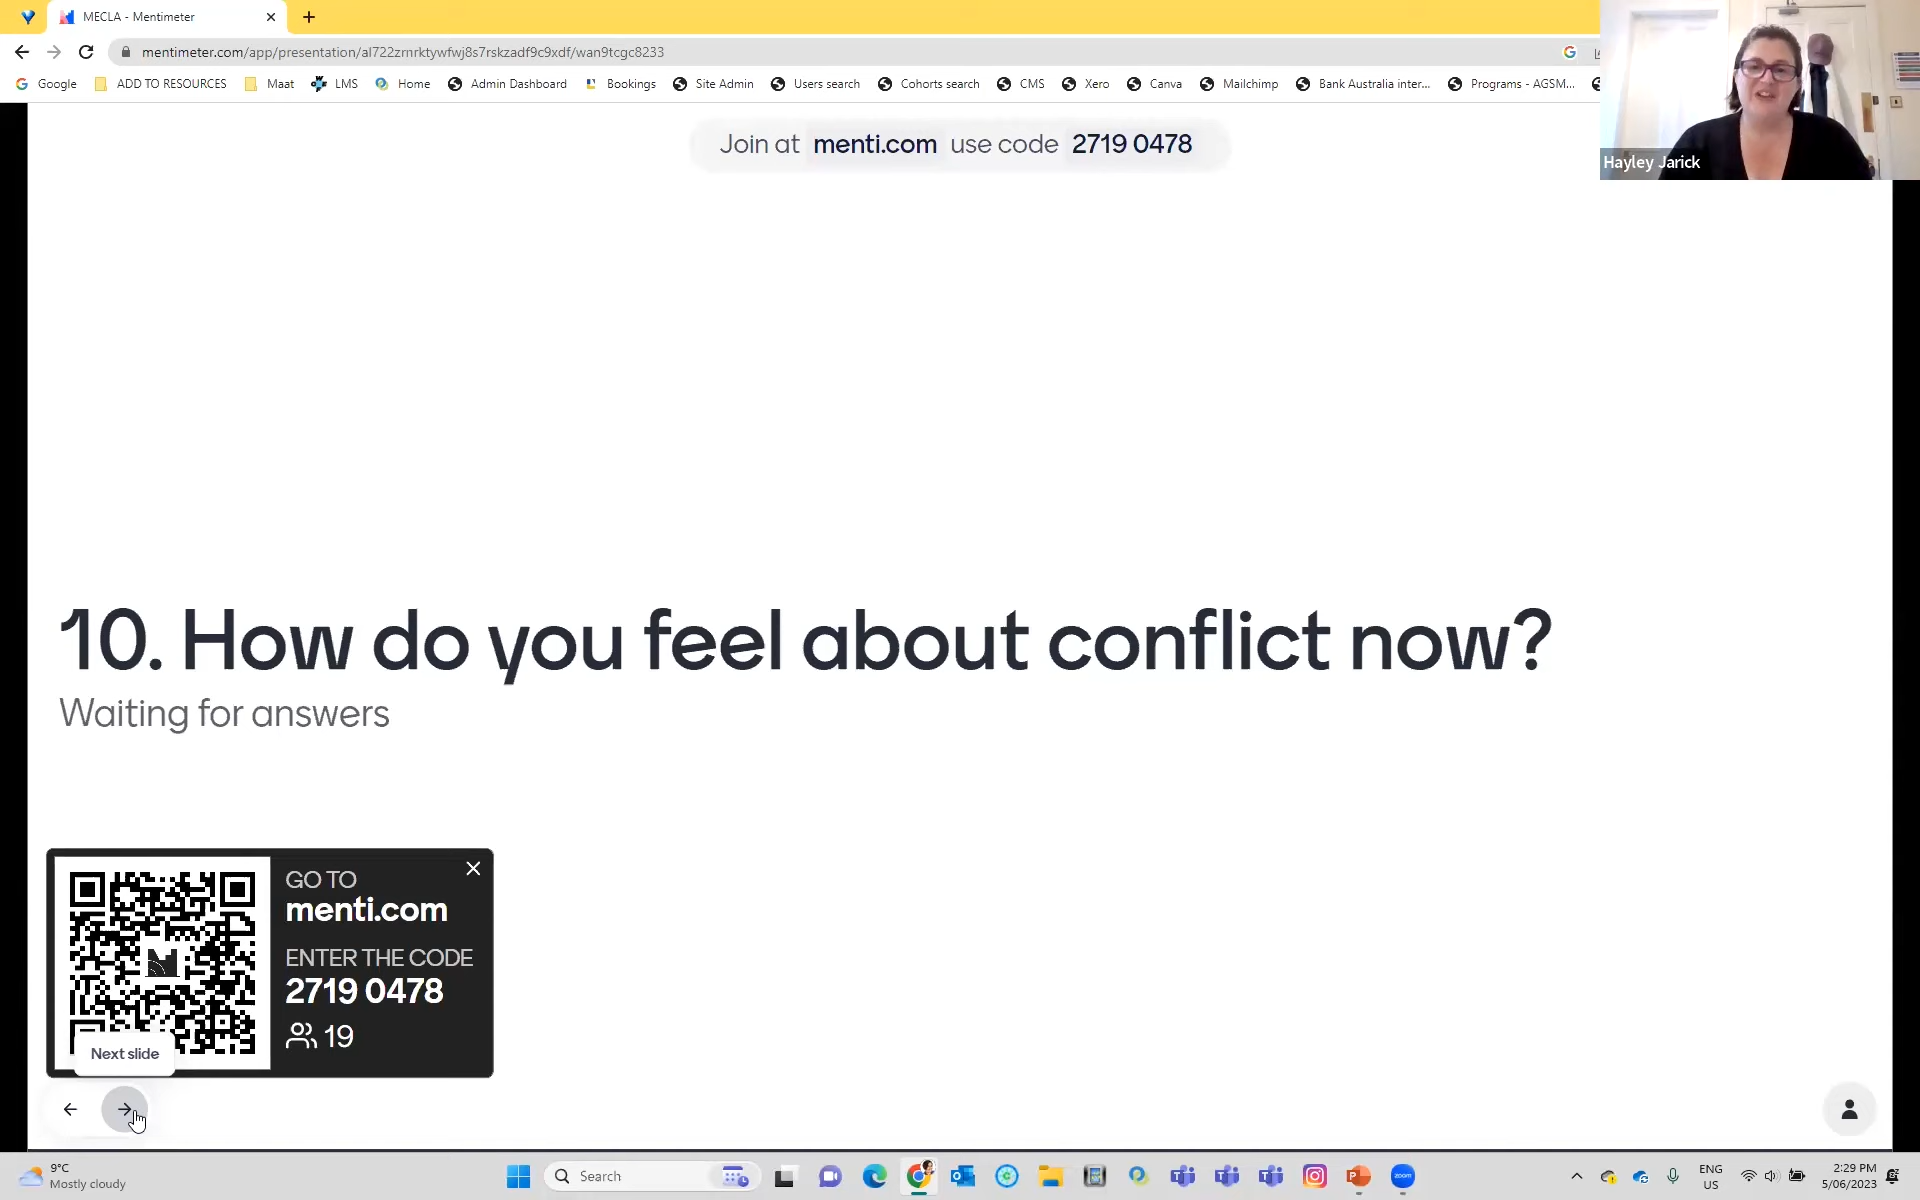 MECLA - Mentimeter
mentimeter.com/app/presentation/al722zrnrktywfwj8s7rskzadf9c9xdf/wan9tcgc8233
Google ADD TO RESOURCES Maat LMS Home Admin Dashboard Bookings Site Admin Users search Cohorts search CMS Xero Canva Mailchimp Bank Australia inter... Programs - AGSM...
Hayley Jarick
Join at menti.com use code 2719 0478
10. How do you feel about conflict now?
Waiting for answers
GO TO
menti.com
ENTER THE CODE
2719 0478
19
Next slide
9°C
Mostly cloudy
Search
zoom
ENG
US
2:29 PM
5/06/2023